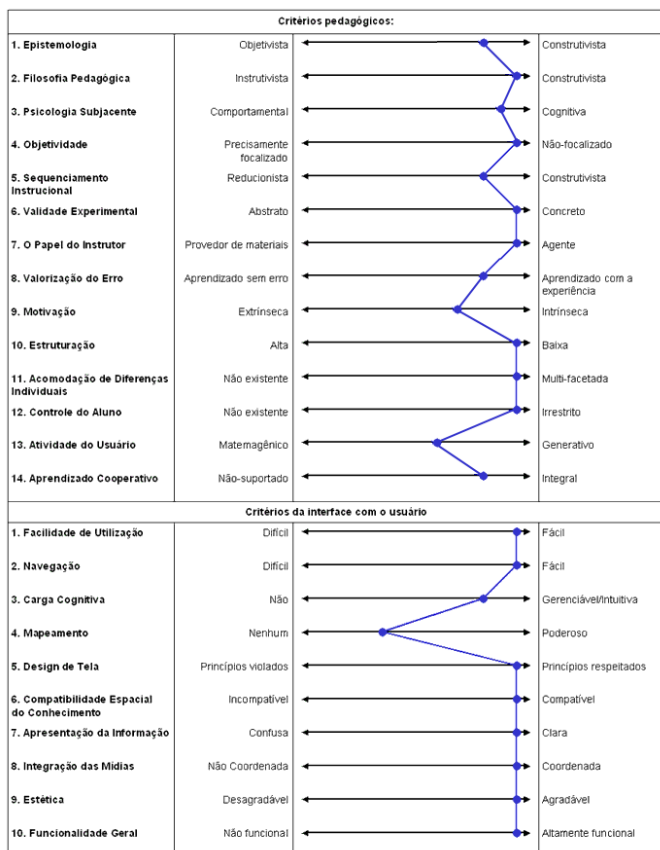 Critérios pedagógicos:
1. Epistemologia Objetivista Construtivista
2. Filosofia Pedagógica Instrutivista Construtivista
3. Psicologia Subjacente Comportamental Cognitiva
4. Objetividade Precisamente Não-focalizado
focalizado
5. Sequenciamento Reducionista Construtivista
Instrucional
6. Validade Experimental Abstrato Concreto
7. O Papel do Instrutor Provedor de materiais Agente
8. Valorização do Erro Aprendizado sem erro Aprendizado com a
experiência
9. Motivação Extrínseca Intrínseca
10. Estruturação Alta Baixa
11. Acomodação de Diferenças Não existente Multi-facetada
Individuais
12. Controle do Aluno Não existente Irrestrito
13. Atividade do Usuário Matemagênico Generativo
14. Aprendizado Cooperativo Não-suportado Integral
Critérios da interface com o usuário
1. Facilidade de Utilização Difícil Fácil
2. Navegação Difícil Fácil
3. Carga Cognitiva Não Gerenciável/Intuitiva
4. Mapeamento Nenhum Poderoso
5. Design de Tela Princípios violados Princípios respeitados
6. Compatibilidade Espacial Incompatível Compatível
do Conhecimento
7. Apresentação da Informação Confusa Clara
8. Integração das Mídias Não Coordenada Coordenada
9. Estética Desagradável Agradável
10. Funcionalidade Geral Não funcional Altamente funcional